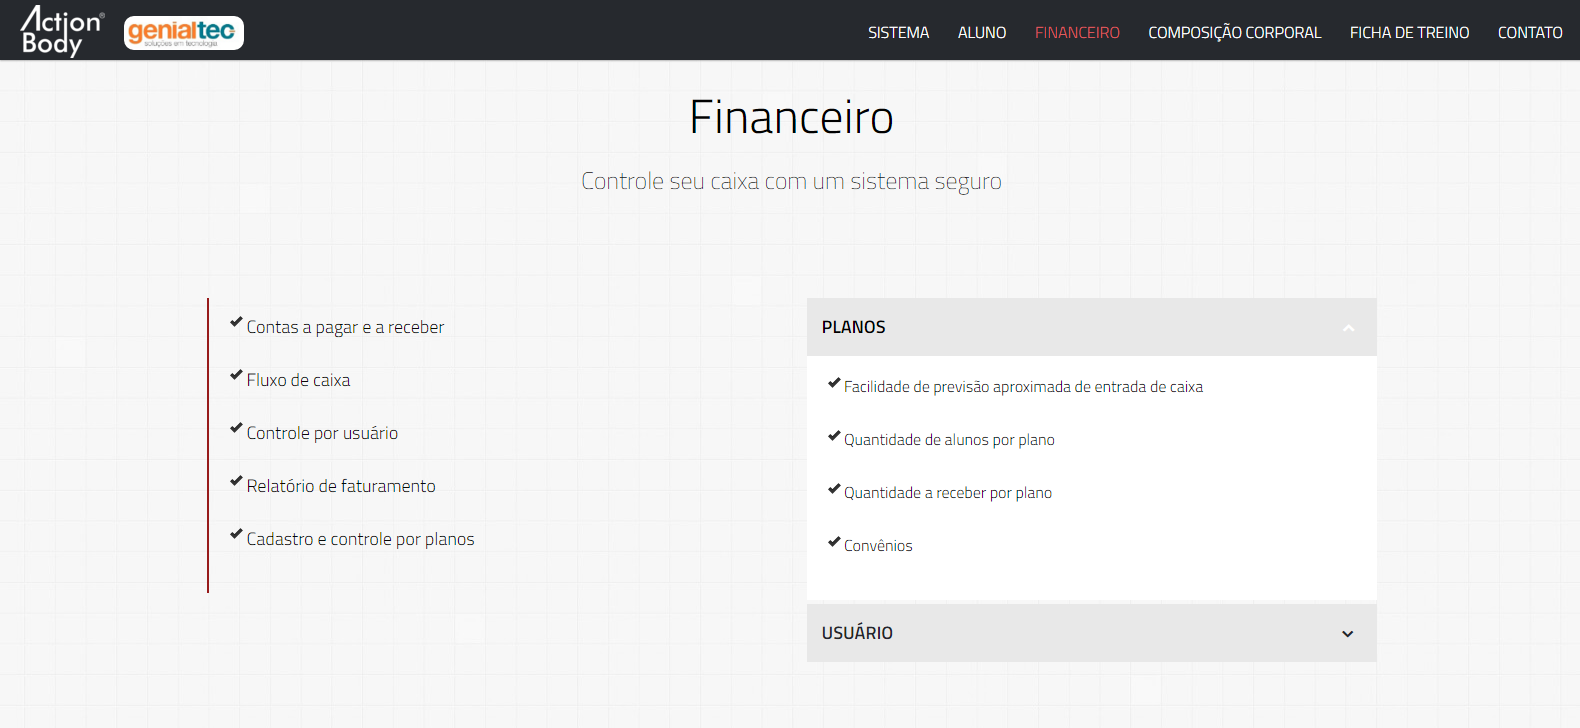 Action® Body
genialtec
soluções em tecnologia
SISTEMA ALUNO FINANCEIRO COMPOSIÇÃO CORPORAL FICHA DE TREINO CONTATO
Financeiro
Controle seu caixa com um sistema seguro
Contas a pagar e a receber
Fluxo de caixa
Controle por usuário
Relatório de faturamento
Cadastro e controle por planos
PLANOS
Facilidade de previsão aproximada de entrada de caixa
Quantidade de alunos por plano
Quantidade a receber por plano
Convênios
USUÁRIO